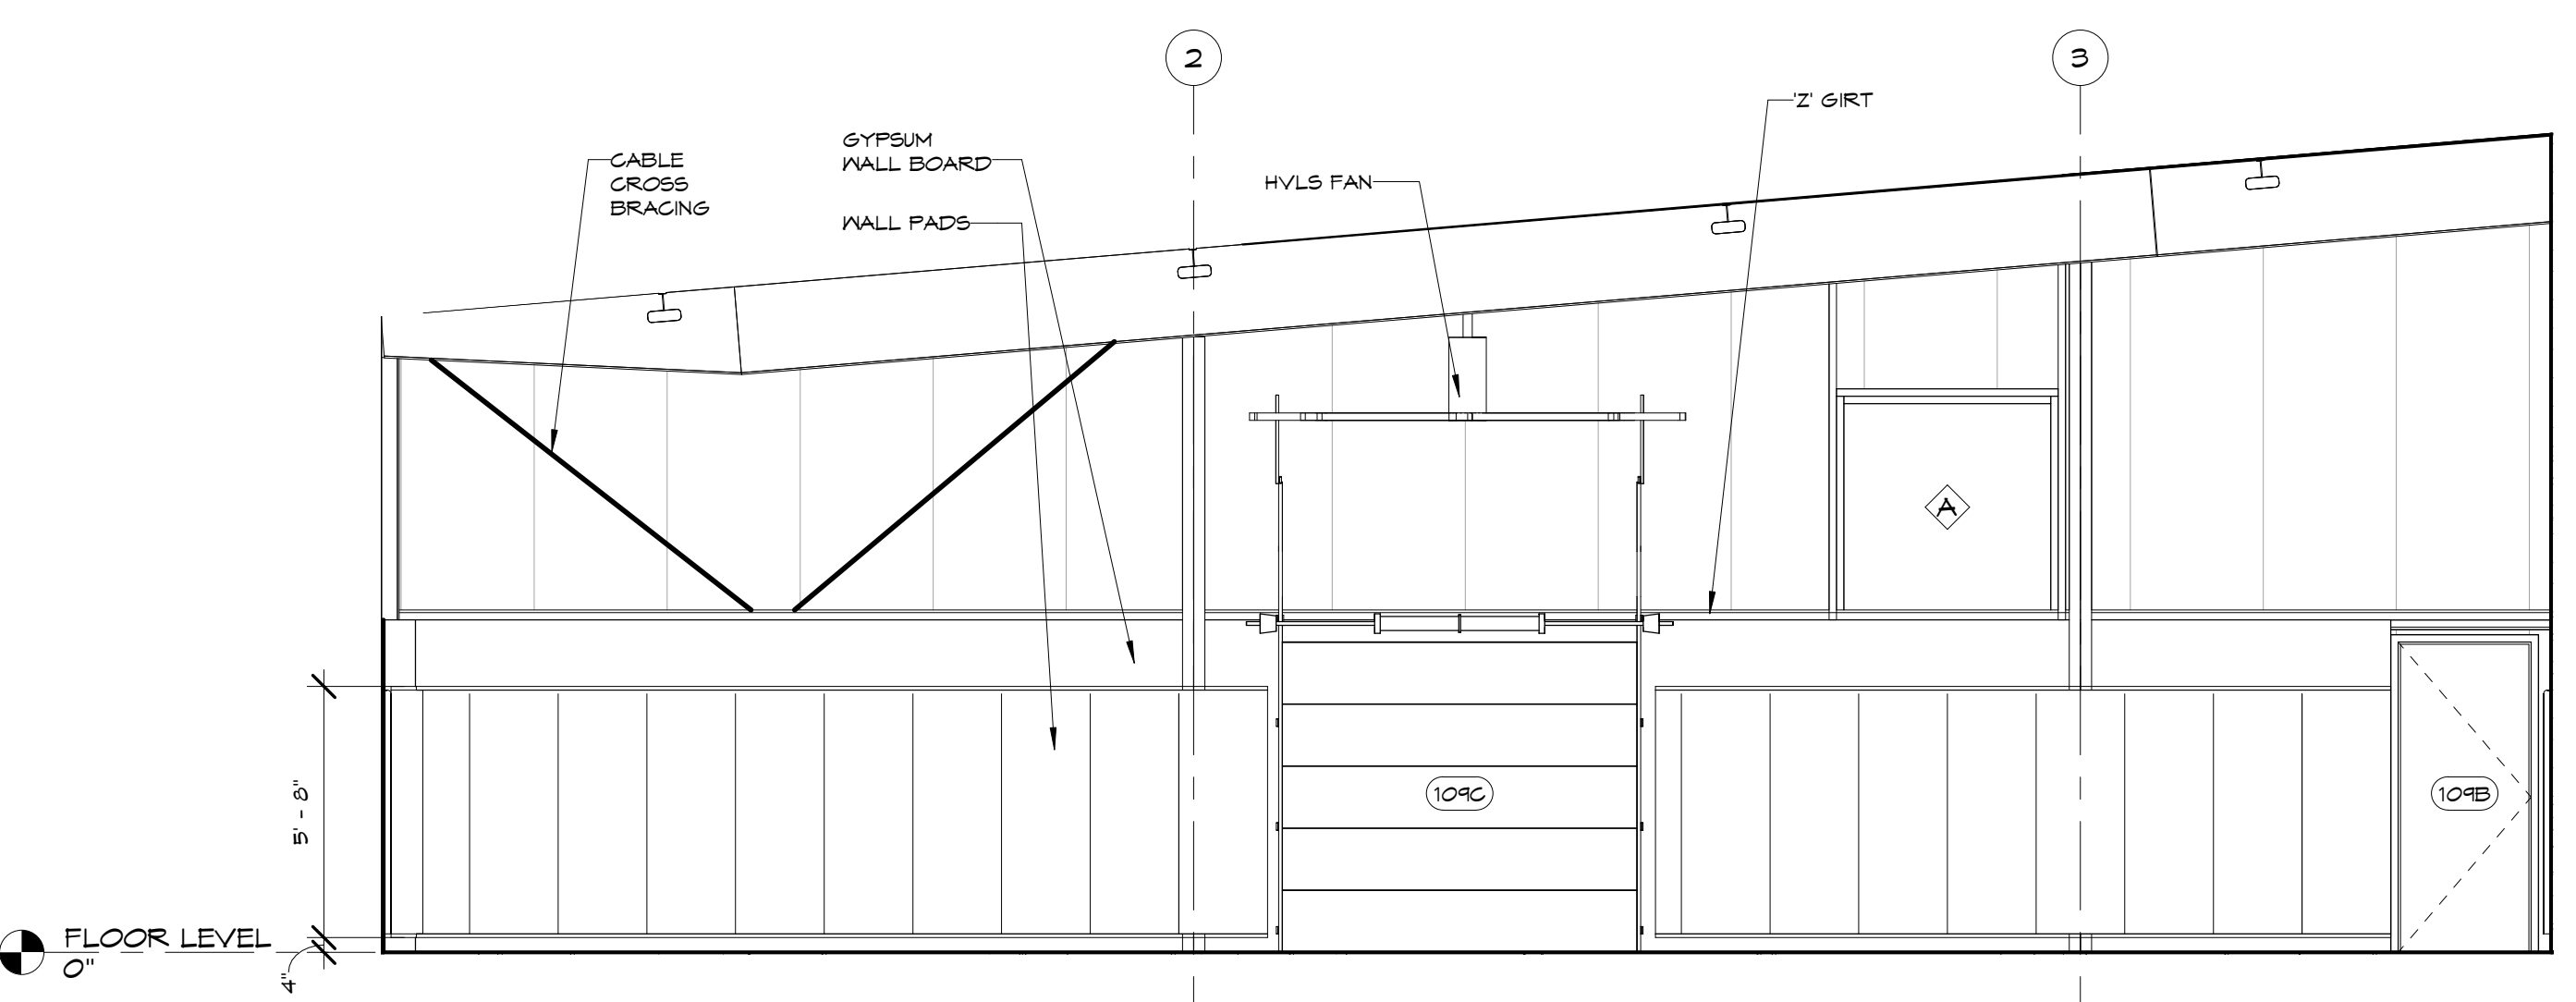 2
3
'Z' GIRT
GYPSUM
WALL BOARD
CABLE
CROSS
BRACING
HVLS FAN
WALL PADS
A
109C
109B
5' - 8"
FLOOR LEVEL
0"
4"